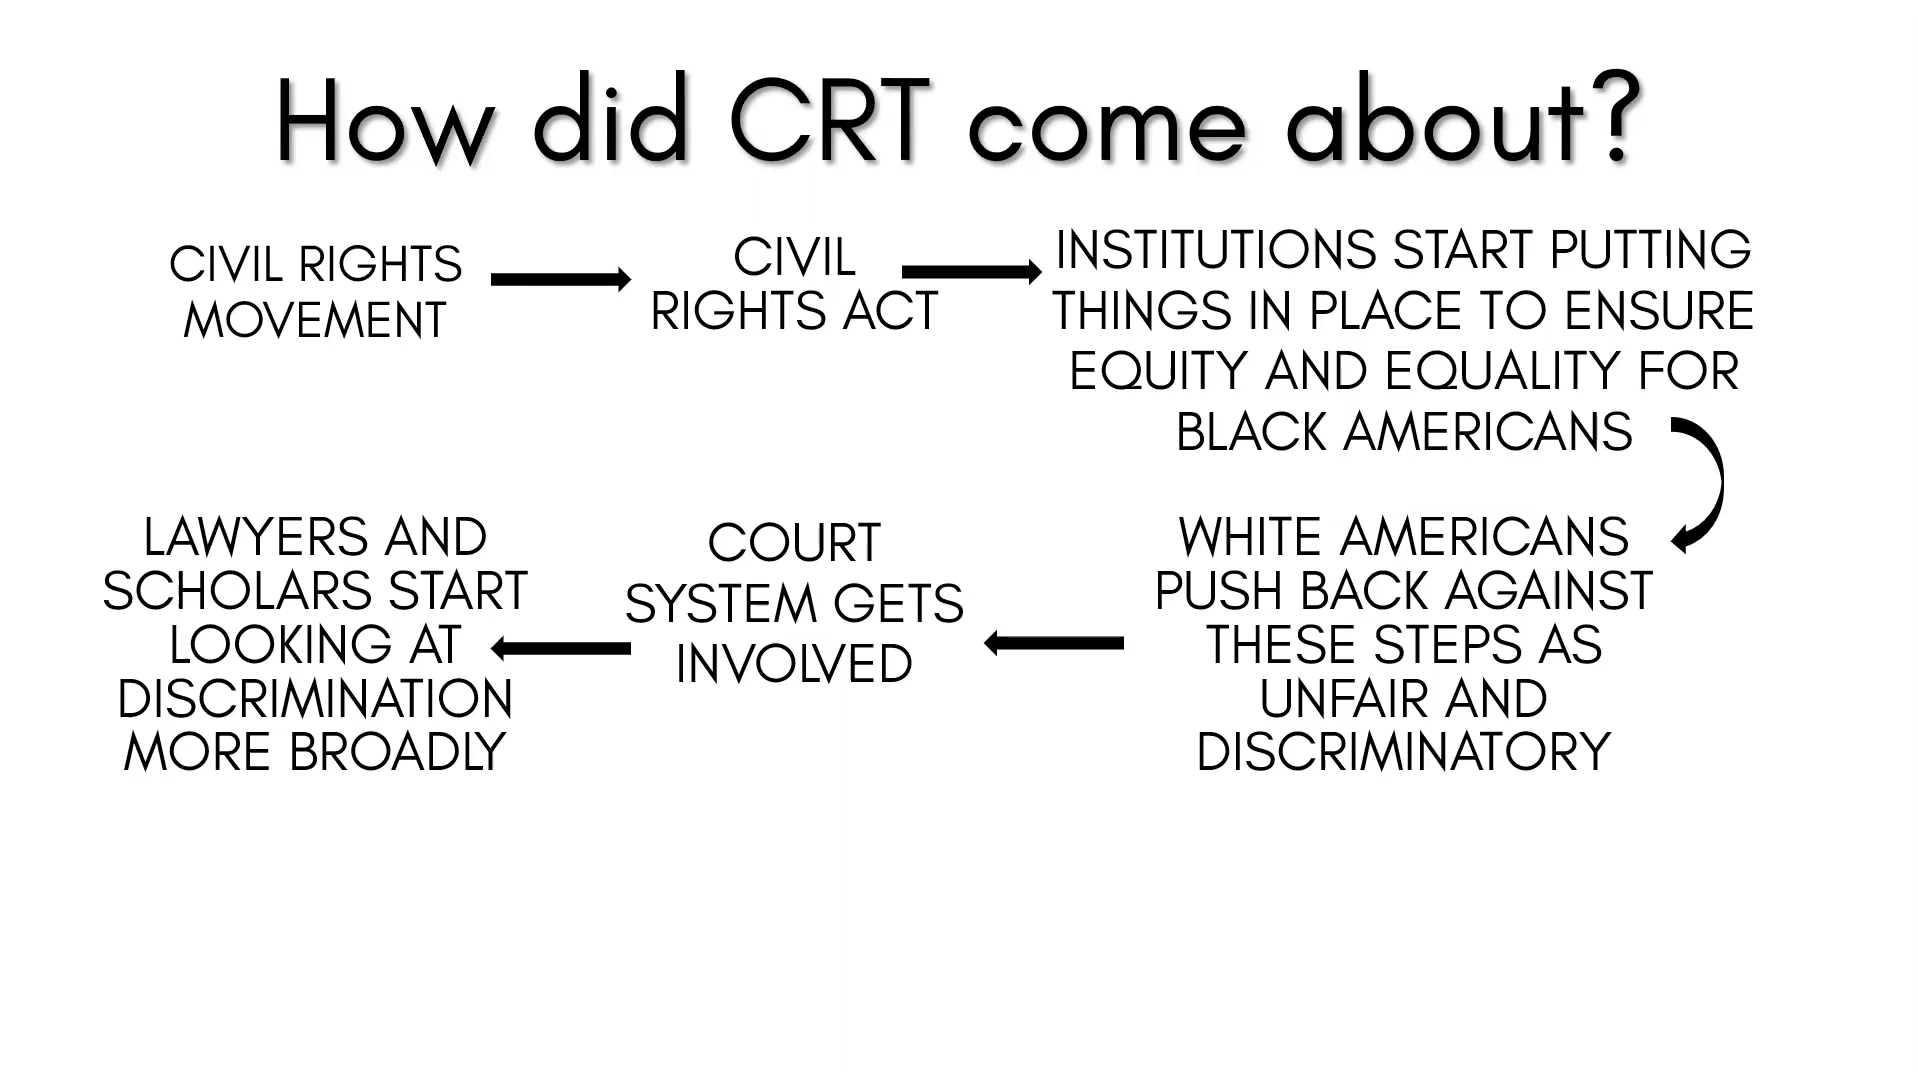 How did CRT come about?
CIVIL RIGHTS
MOVEMENT
CIVIL
RIGHTS ACT
INSTITUTIONS START PUTTING
THINGS IN PLACE TO ENSURE
EQUITY AND EQUALITY FOR
BLACK AMERICANS
WHITE AMERICANS
PUSH BACK AGAINST
THESE STEPS AS
UNFAIR AND
DISCRIMINATORY
COURT
SYSTEM GETS
INVOLVED
LAWYERS AND
SCHOLARS START
LOOKING AT
DISCRIMINATION
MORE BROADLY